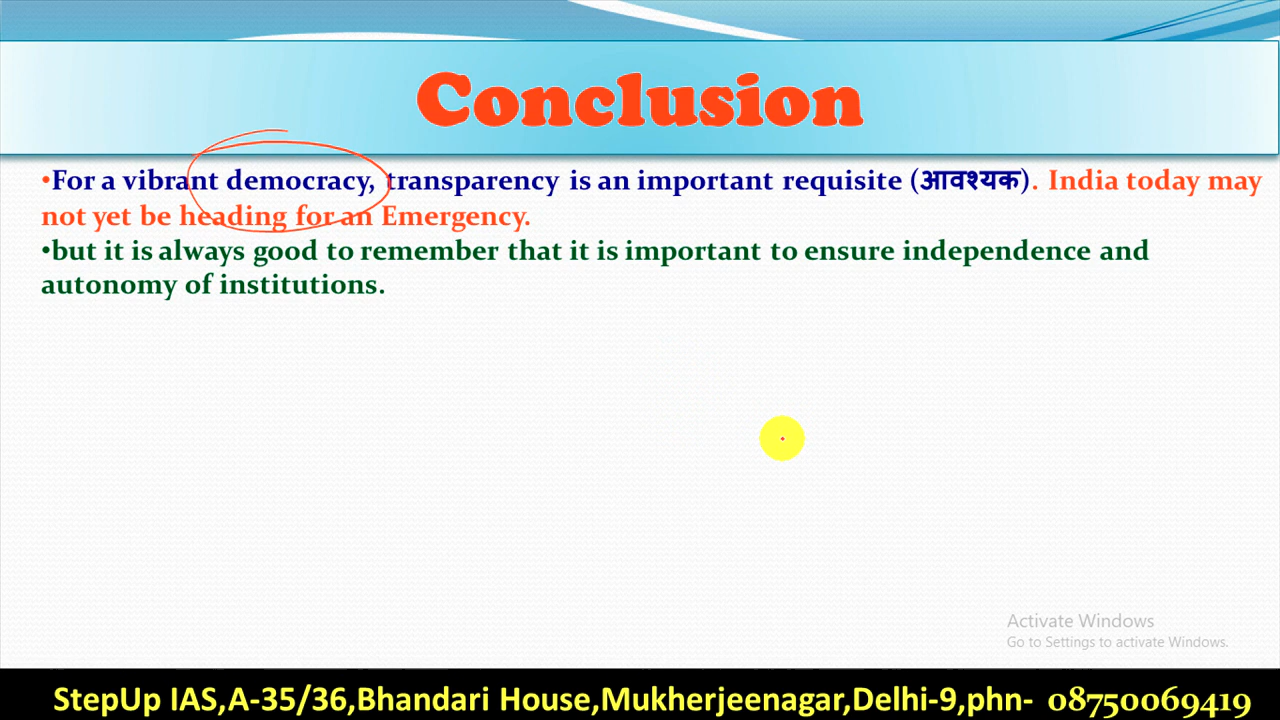 Conclusion
•For a vibrant democracy, transparency is an important requisite (आवश्यक). India today may
not yet be heading for an Emergency.
•but it is always good to remember that it is important to ensure independence and
autonomy of institutions.
Activate Windows
Go to Settings to activate Windows.
StepUp IAS,A-35/36,Bhandari House,Mukherjeenagar,Delhi-9,phn- 08750069419